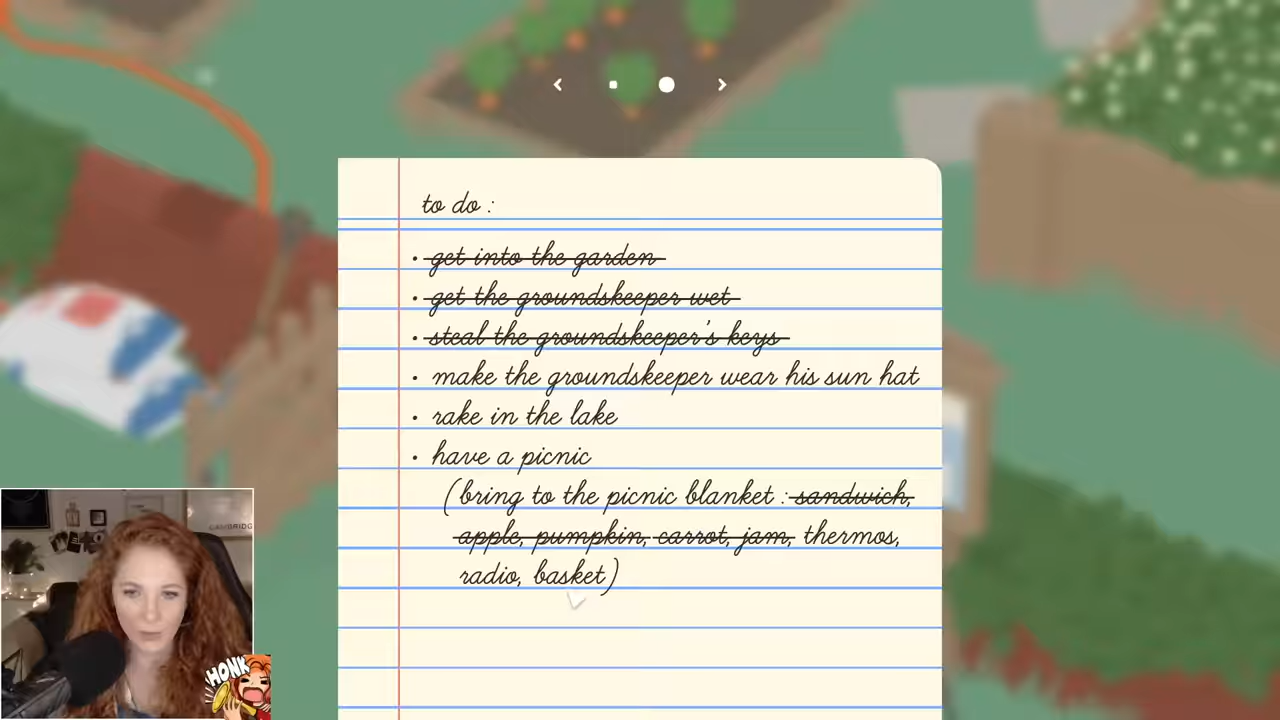 to do :
• get into the garden
• get the groundskeeper wet
• steal the groundskeeper's keys
• make the groundskeeper wear his sun hat
• rake in the lake
• have a picnic
(bring to the picnic blanket : sandwich,
apple, pumpkin, carrot, jam, thermos,
radio, basket)
CAMBRIDG
HONK